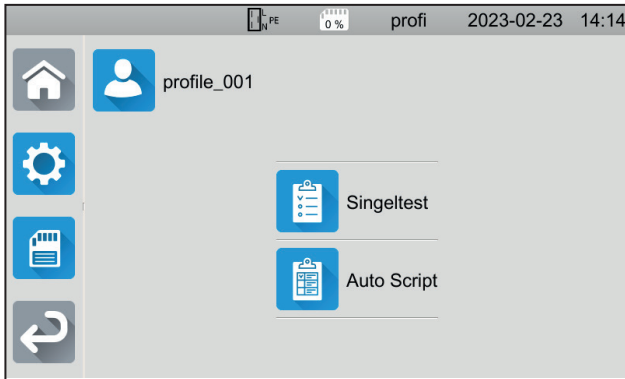 L
N PE 0 % profi 2023-02-23 14:14
profile_001
Singeltest
Auto Script